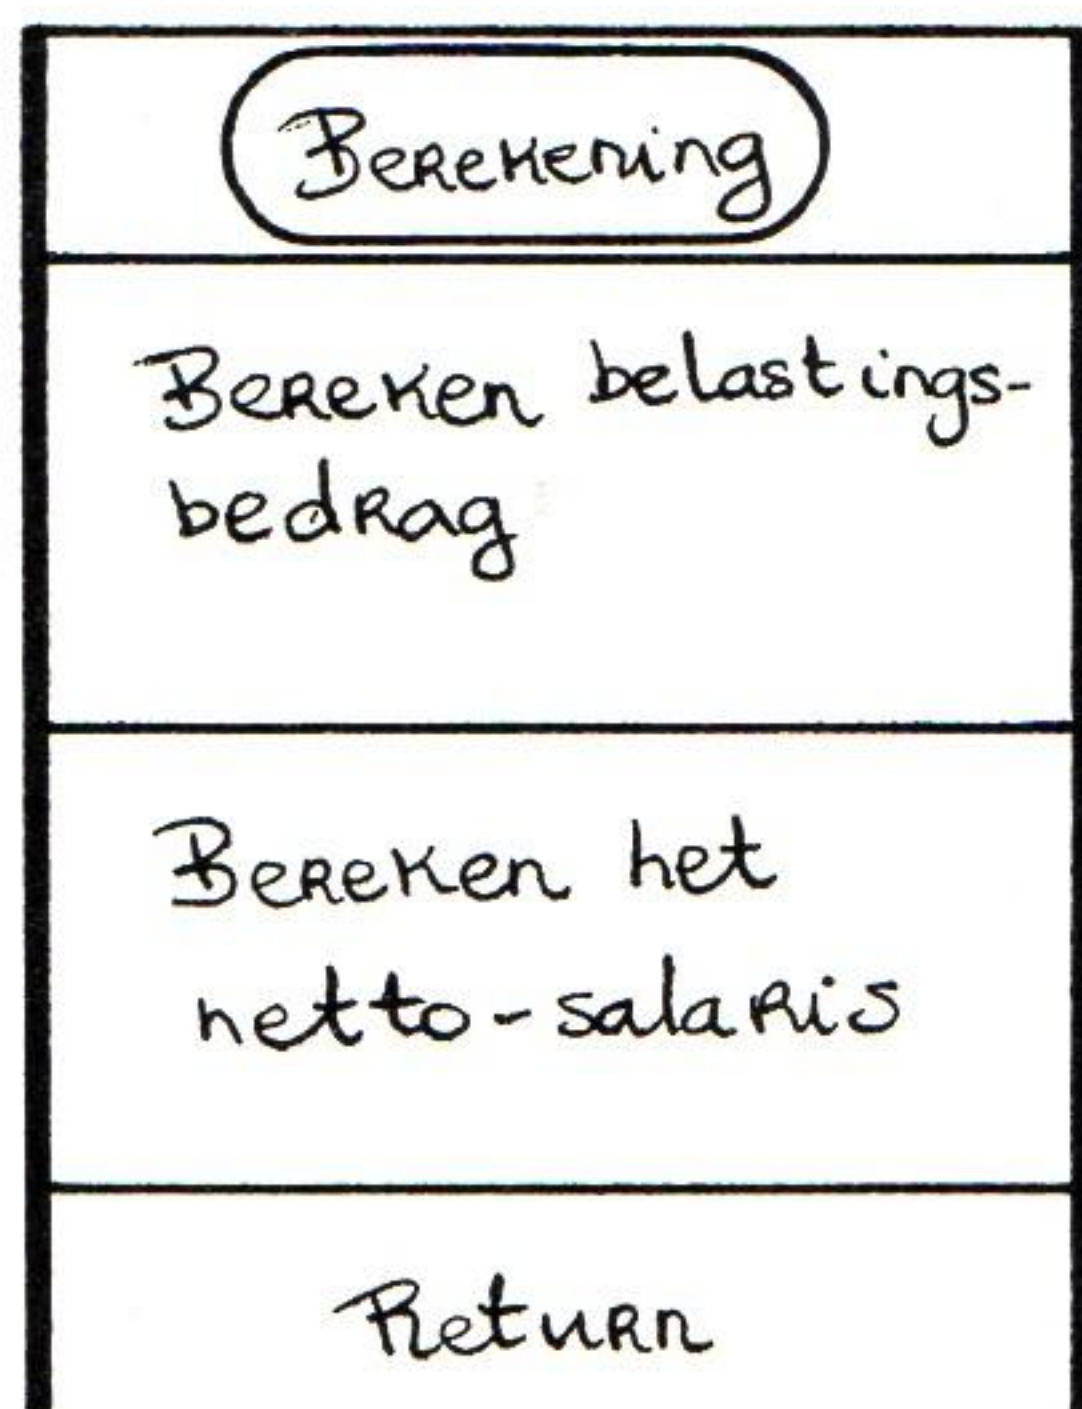 Berekening
Bereken belastings-
bedrag
Bereken het
netto-salaris
Return